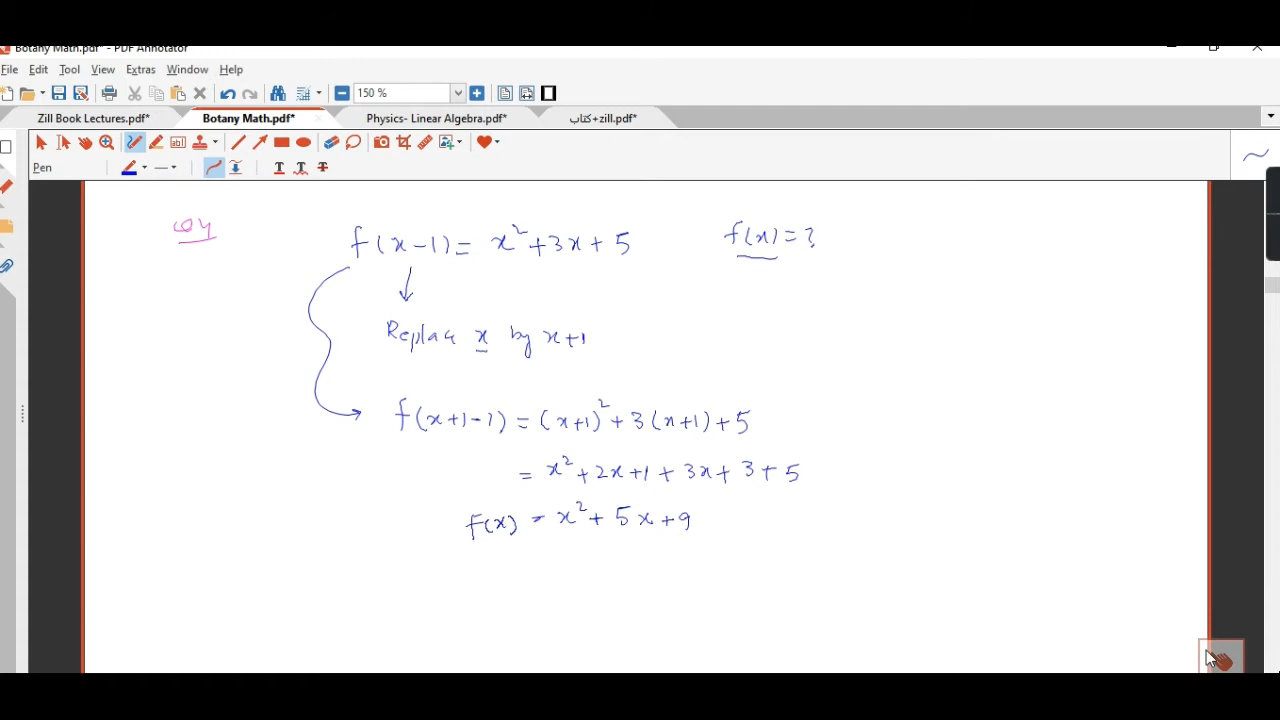 Botany Math.pdf* - PDF Annotator
File Edit Tool View Extras Window Help
150 %
Zill Book Lectures.pdf* Botany Math.pdf* Physics- Linear Algebra.pdf* کتاب+zill.pdf*
Pen
f(x-1) = x²+3x+5 f(x)=?
Replace x by x+1
f(x+1-1) = (x+1)²+3(x+1)+5
= x²+2x+1+3x+3+5
f(x) = x²+5x+9